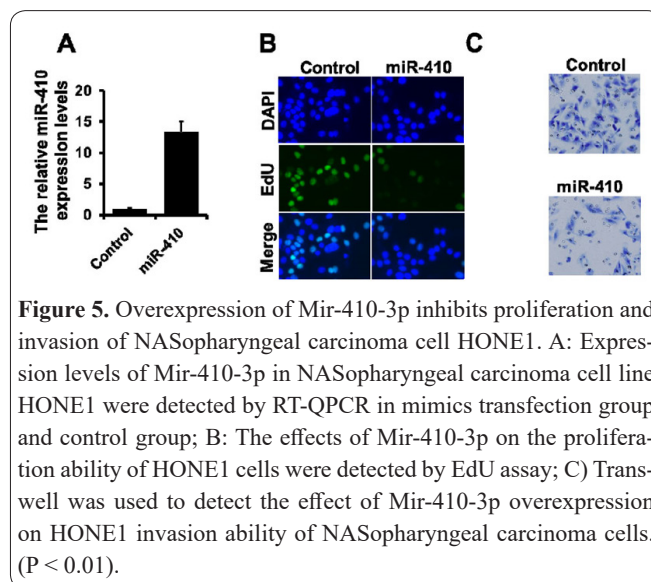 A
The relative miR-410
expression levels
20
15
10
5
0
Control
miR-410
B
Control
miR-410
DAPI
EdU
Merge
C
Control
miR-410
Figure 5. Overexpression of Mir-410-3p inhibits proliferation and
invasion of NASopharyngeal carcinoma cell HONE1. A: Expres-
sion levels of Mir-410-3p in NASopharyngeal carcinoma cell line
HONE1 were detected by RT-QPCR in mimics transfection group
and control group; B: The effects of Mir-410-3p on the prolifera-
tion ability of HONE1 cells were detected by EdU assay; C) Trans-
well was used to detect the effect of Mir-410-3p overexpression
on HONE1 invasion ability of NASopharyngeal carcinoma cells.
(P < 0.01).